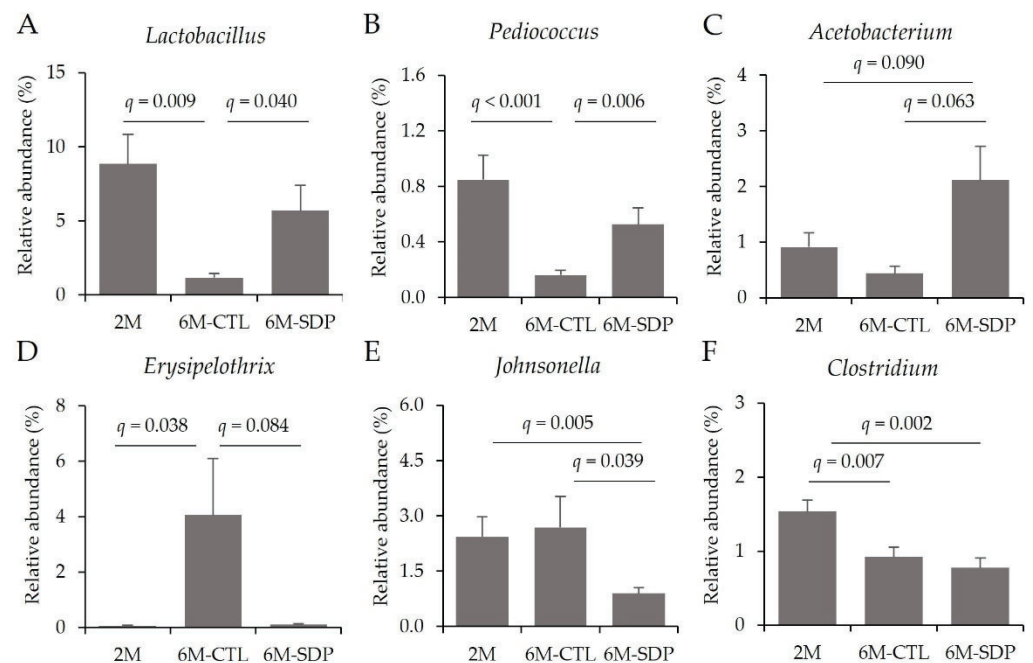 A
Lactobacillus
Relative abundance (%)
15
10
5
0
q = 0.009
q = 0.040
2M
6M-CTL
6M-SDP
B
Pediococcus
Relative abundance (%)
1.6
1.2
0.8
0.4
0.0
q < 0.001
q = 0.006
2M
6M-CTL
6M-SDP
C
Acetobacterium
Relative abundance (%)
4
3
2
1
0
q = 0.090
q = 0.063
2M
6M-CTL
6M-SDP
D
Erysipelothrix
Relative abundance (%)
8
6
4
2
0
q = 0.038
q = 0.084
2M
6M-CTL
6M-SDP
E
Johnsonella
Relative abundance (%)
6.0
4.5
3.0
1.5
0.0
q = 0.005
q = 0.039
2M
6M-CTL
6M-SDP
F
Clostridium
Relative abundance (%)
3
2
1
0
q = 0.002
q = 0.007
2M
6M-CTL
6M-SDP